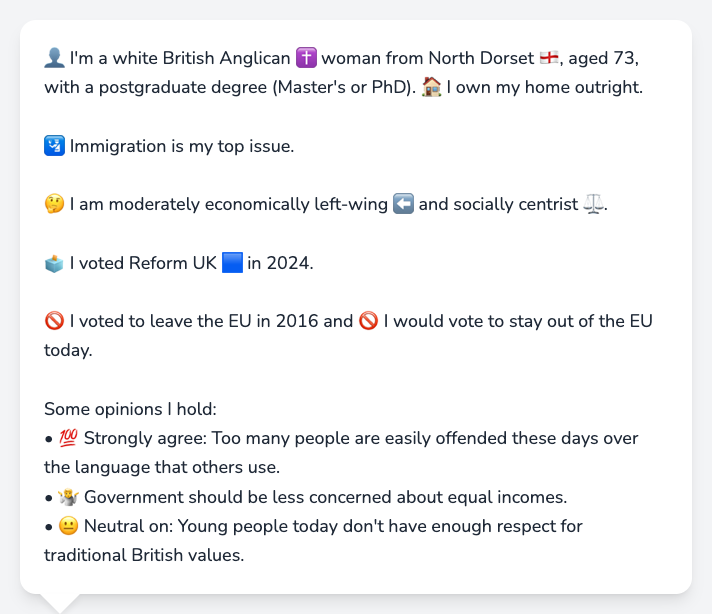 👤 I'm a white British Anglican ✝️ woman from North Dorset 🏴󠁧󠁢󠁥󠁮󠁧󠁿, aged 73,
with a postgraduate degree (Master's or PhD). 🏠 I own my home outright.
🛂 Immigration is my top issue.
🤔 I am moderately economically left-wing ⬅️ and socially centrist ⚖️.
🗳️ I voted Reform UK 🟦 in 2024.
🚫 I voted to leave the EU in 2016 and 🚫 I would vote to stay out of the EU
today.
Some opinions I hold:
• 💯 Strongly agree: Too many people are easily offended these days over
the language that others use.
• 🤷 Government should be less concerned about equal incomes.
• 😐 Neutral on: Young people today don't have enough respect for
traditional British values.